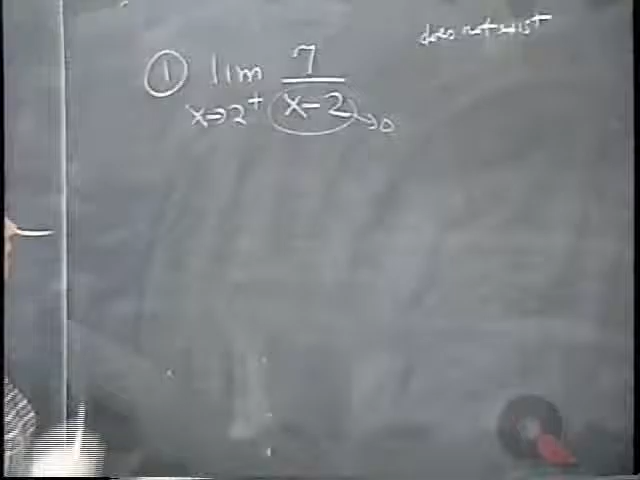 does not exist
① lim 7
x→2⁺ x-2 →0